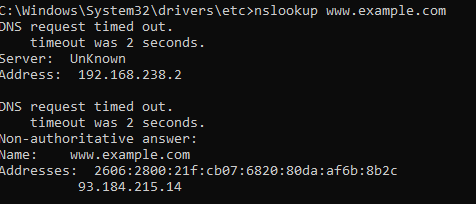 C:\Windows\System32\drivers\etc>nslookup www.example.com
DNS request timed out.
    timeout was 2 seconds.
Server:  UnKnown
Address:  192.168.238.2

DNS request timed out.
    timeout was 2 seconds.
Non-authoritative answer:
Name:    www.example.com
Addresses:  2606:2800:21f:cb07:6820:80da:af6b:8b2c
          93.184.215.14